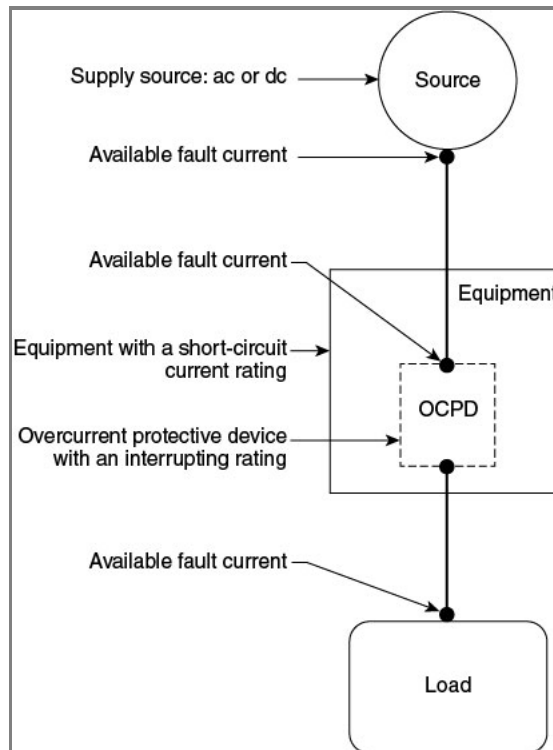 Supply source: ac or dc
Source
Available fault current
Available fault current
Equipment
Equipment with a short-circuit
current rating
OCPD
Overcurrent protective device
with an interrupting rating
Available fault current
Load